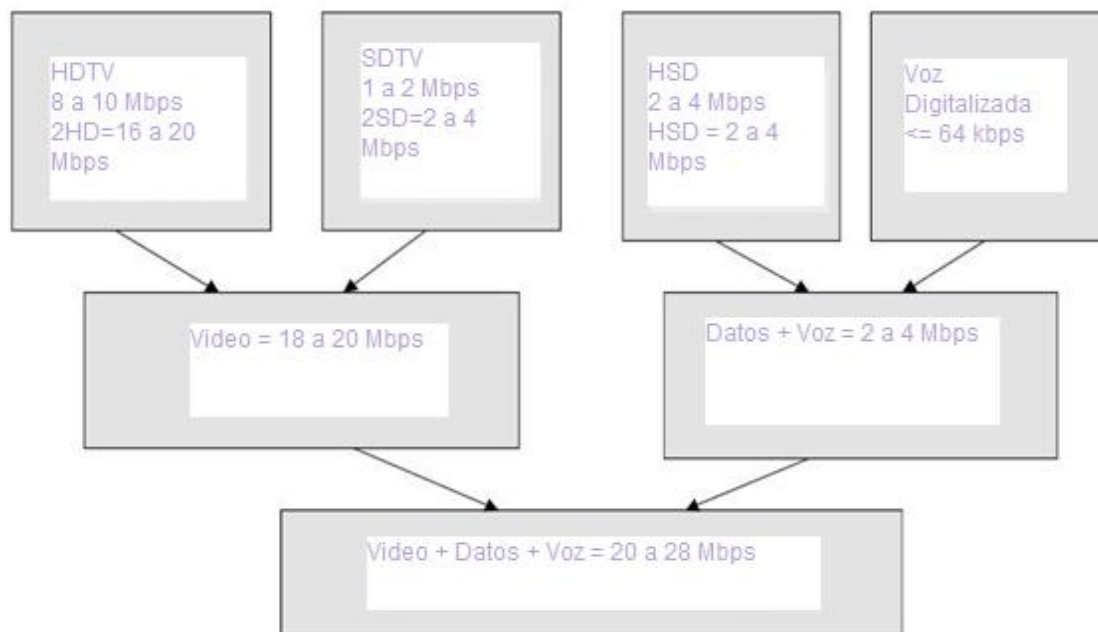 HDTV
8 a 10 Mbps
2HD=16 a 20
Mbps
SDTV
1 a 2 Mbps
2SD=2 a 4
Mbps
HSD
2 a 4 Mbps
HSD = 2 a 4
Mbps
Voz
Digitalizada
<= 64 kbps
Video = 18 a 20 Mbps
Datos + Voz = 2 a 4 Mbps
Video + Datos + Voz = 20 a 28 Mbps